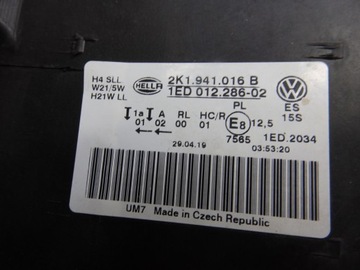 H4 SLL
W21/5W
H21W LL
HELLA
2K1.941.016 B
1ED 012.286-02
PL
ES
15S
1a A RL HC/R
01 02 00 01
E8
12,5
7565
1ED.2034
29.04.19
03:53:20
UM7 Made in Czech Republic